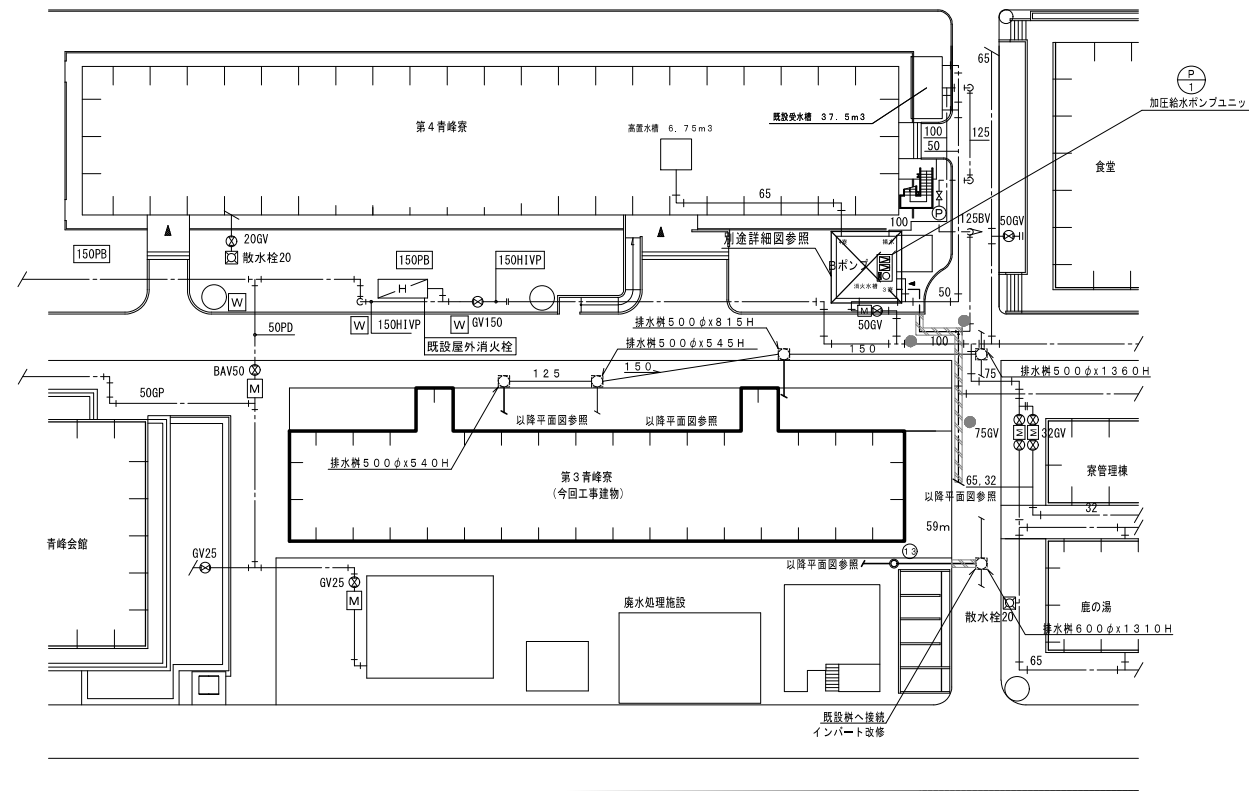 65
P
1
加圧給水ポンプユニッ
第4青峰寮
高置水槽 6.75m3
既設受水槽 37.5m3
100
50
125
食堂
65
100
125BV
50GV
P
20GV
散水栓20
150PB
150PB
150HIVP
別途詳細図参照
Bポンプ
消火水槽
H
W
W
150HIVP
W
GV150
既設屋外消火栓
M
50GV
50
50PD
排水桝500φx815H
排水桝500φx545H
100
150
150
125
75
排水桝500φx1360H
BAV50
M
50GP
以降平面図参照
以降平面図参照
75GV
M
M
32GV
排水桝500φx540H
第3青峰寮
(今回工事建物)
65,32
以降平面図参照
寮管理棟
32
59m
青峰会館
GV25
13
以降平面図参照
GV25
M
廃水処理施設
散水栓20
鹿の湯
排水桝600φx1310H
65
既設桝へ接続
インバート改修